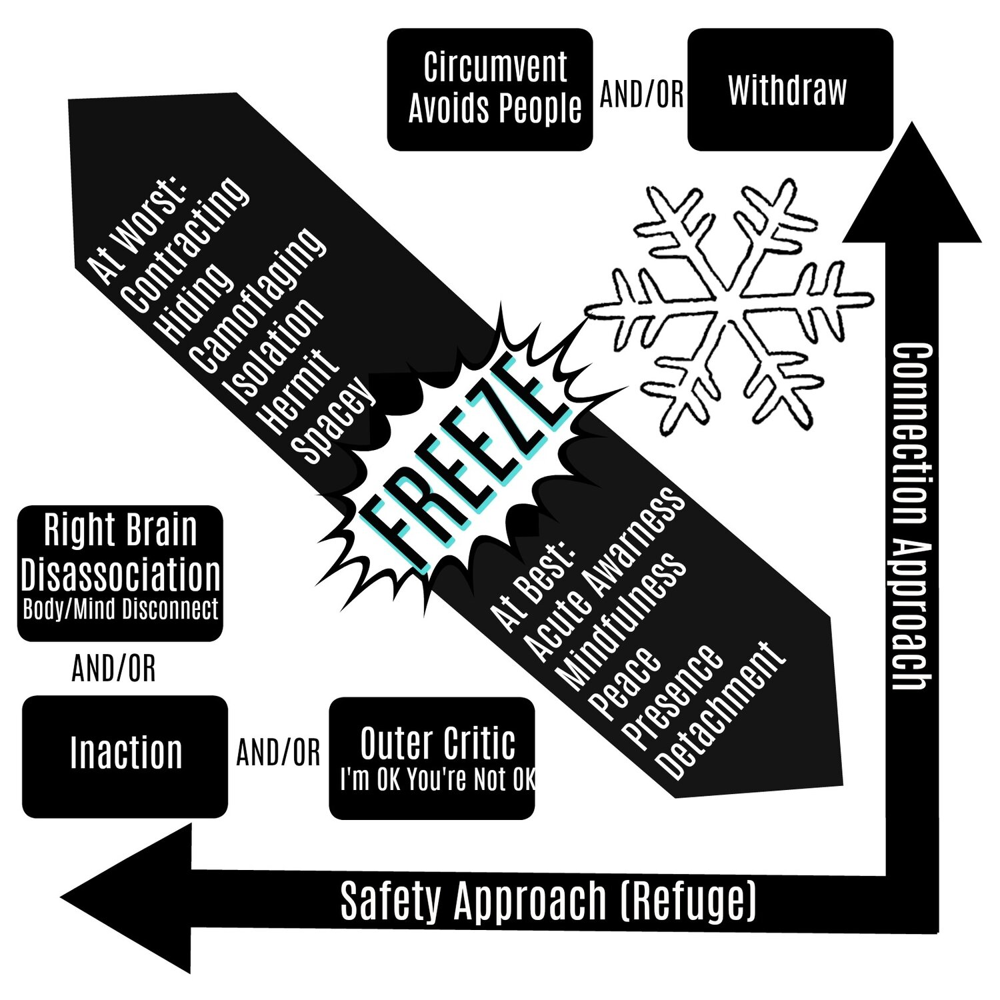 Circumvent
Avoids People
AND/OR
Withdraw
At Worst:
Contracting
Hiding
Camoflaging
Isolation
Hermit
Spacey
FREEZE
At Best:
Acute Awarness
Mindfulness
Peace
Presence
Detachment
Connection Approach
Right Brain
Disassociation
Body/Mind Disconnect
AND/OR
Inaction
AND/OR
Outer Critic
I'm OK You're Not OK
Safety Approach (Refuge)